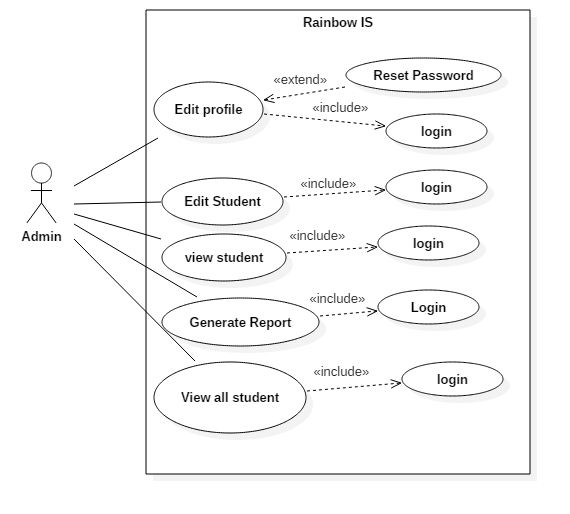 Rainbow IS
Reset Password
«extend»
Edit profile
«include»
login
«include»
login
Edit Student
Admin
«include»
login
view student
«include»
Login
Generate Report
«include»
login
View all student